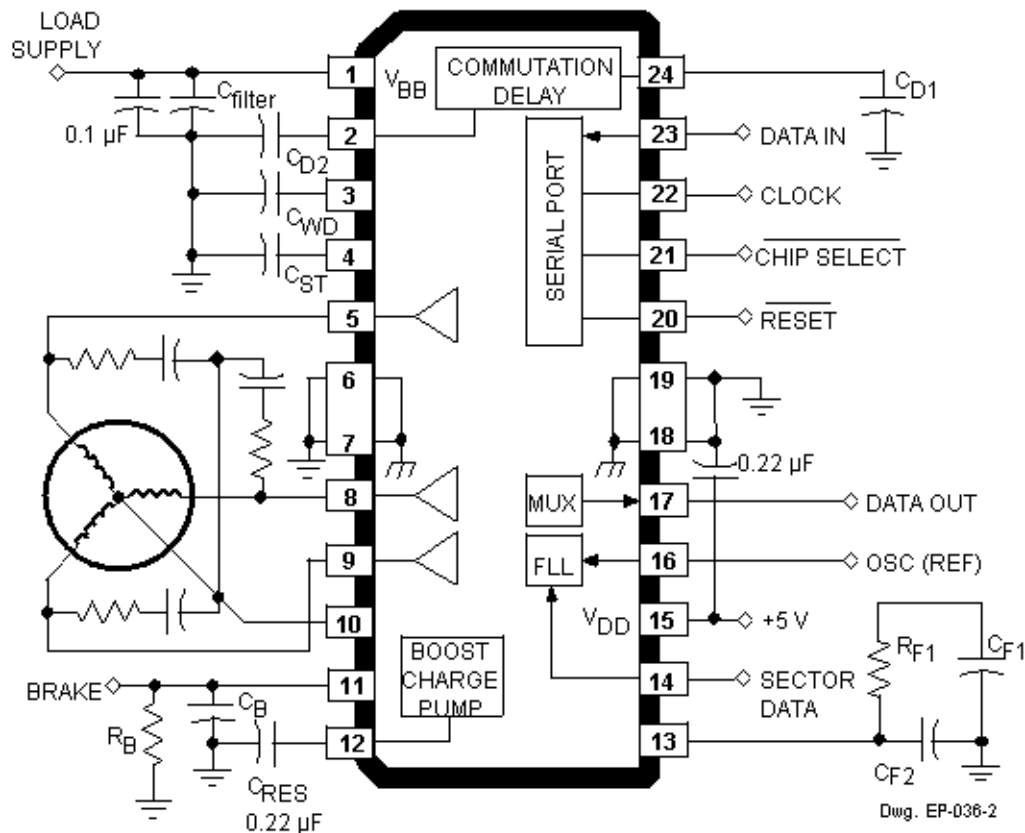 LOAD
SUPPLY
1
V_BB
COMMUTATION
DELAY
24
C_D1
C_filter
0.1 µF
2
23
DATA IN
C_D2
3
22
CLOCK
C_WD
SERIAL PORT
4
21
CHIP SELECT
C_ST
5
20
RESET
6
19
7
18
0.22 µF
8
MUX
17
DATA OUT
9
FLL
16
OSC (REF)
10
V_DD
15
+5 V
R_F1
C_F1
BOOST
CHARGE
PUMP
BRAKE
11
14
SECTOR
DATA
C_B
R_B
12
13
C_RES
0.22 µF
C_F2
Dwg. EP-036-2